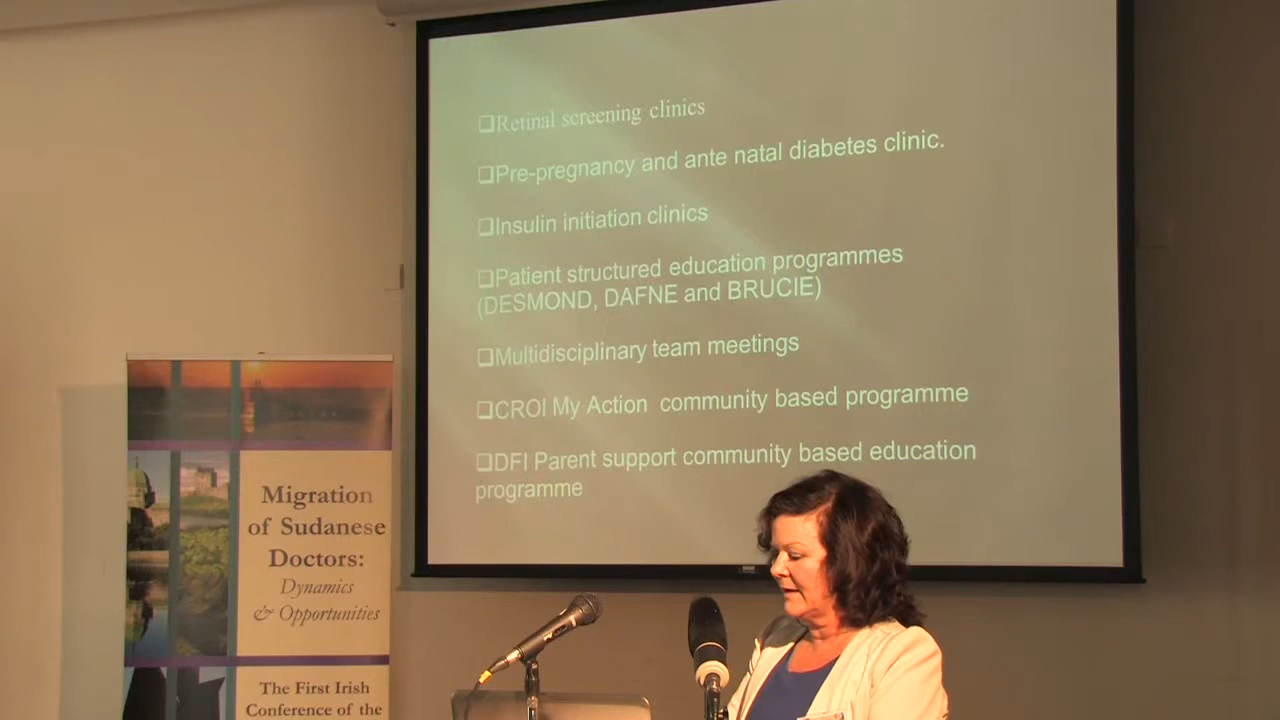 ❑Retinal screening clinics
❑Pre-pregnancy and ante natal diabetes clinic.
❑Insulin initiation clinics
❑Patient structured education programmes
(DESMOND, DAFNE and BRUCIE)
❑Multidisciplinary team meetings
❑CROI My Action community based programme
❑DFI Parent support community based education
programme
Migration
of Sudanese
Doctors:
Dynamics
& Opportunities
The First Irish
Conference of the